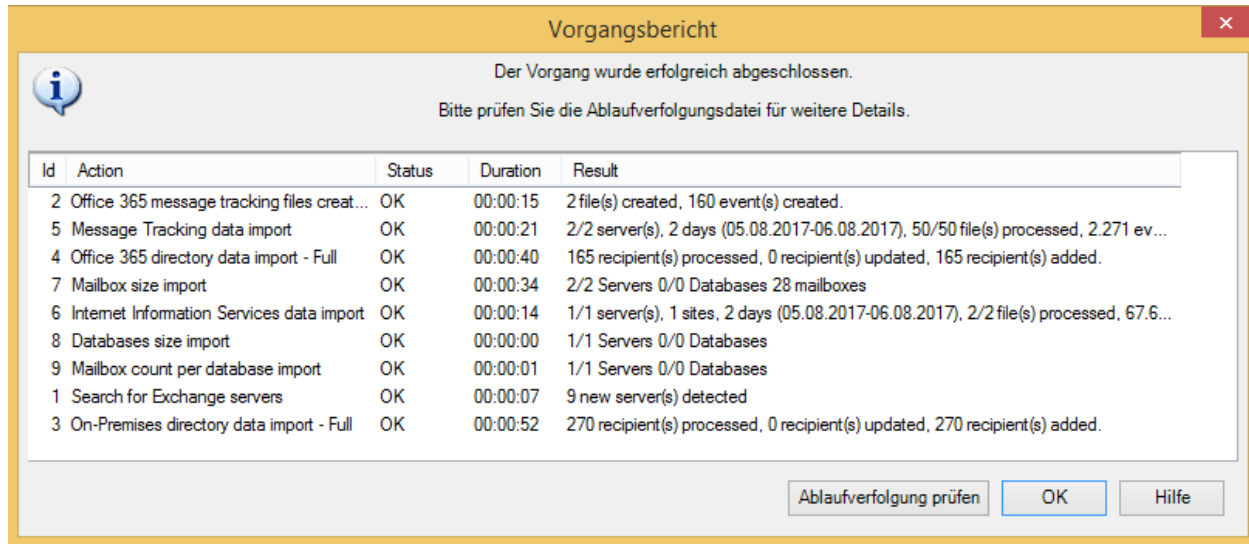 Vorgangsbericht
Der Vorgang wurde erfolgreich abgeschlossen.
Bitte prüfen Sie die Ablaufverfolgungsdatei für weitere Details.
Id Action Status Duration Result
2 Office 365 message tracking files creat... OK 00:00:15 2 file(s) created, 160 event(s) created.
5 Message Tracking data import OK 00:00:21 2/2 server(s), 2 days (05.08.2017-06.08.2017), 50/50 file(s) processed, 2.271 ev...
4 Office 365 directory data import - Full OK 00:00:40 165 recipient(s) processed, 0 recipient(s) updated, 165 recipient(s) added.
7 Mailbox size import OK 00:00:34 2/2 Servers 0/0 Databases 28 mailboxes
6 Internet Information Services data import OK 00:00:14 1/1 server(s), 1 sites, 2 days (05.08.2017-06.08.2017), 2/2 file(s) processed, 67.6...
8 Databases size import OK 00:00:00 1/1 Servers 0/0 Databases
9 Mailbox count per database import OK 00:00:01 1/1 Servers 0/0 Databases
1 Search for Exchange servers OK 00:00:07 9 new server(s) detected
3 On-Premises directory data import - Full OK 00:00:52 270 recipient(s) processed, 0 recipient(s) updated, 270 recipient(s) added.
Ablaufverfolgung prüfen OK Hilfe